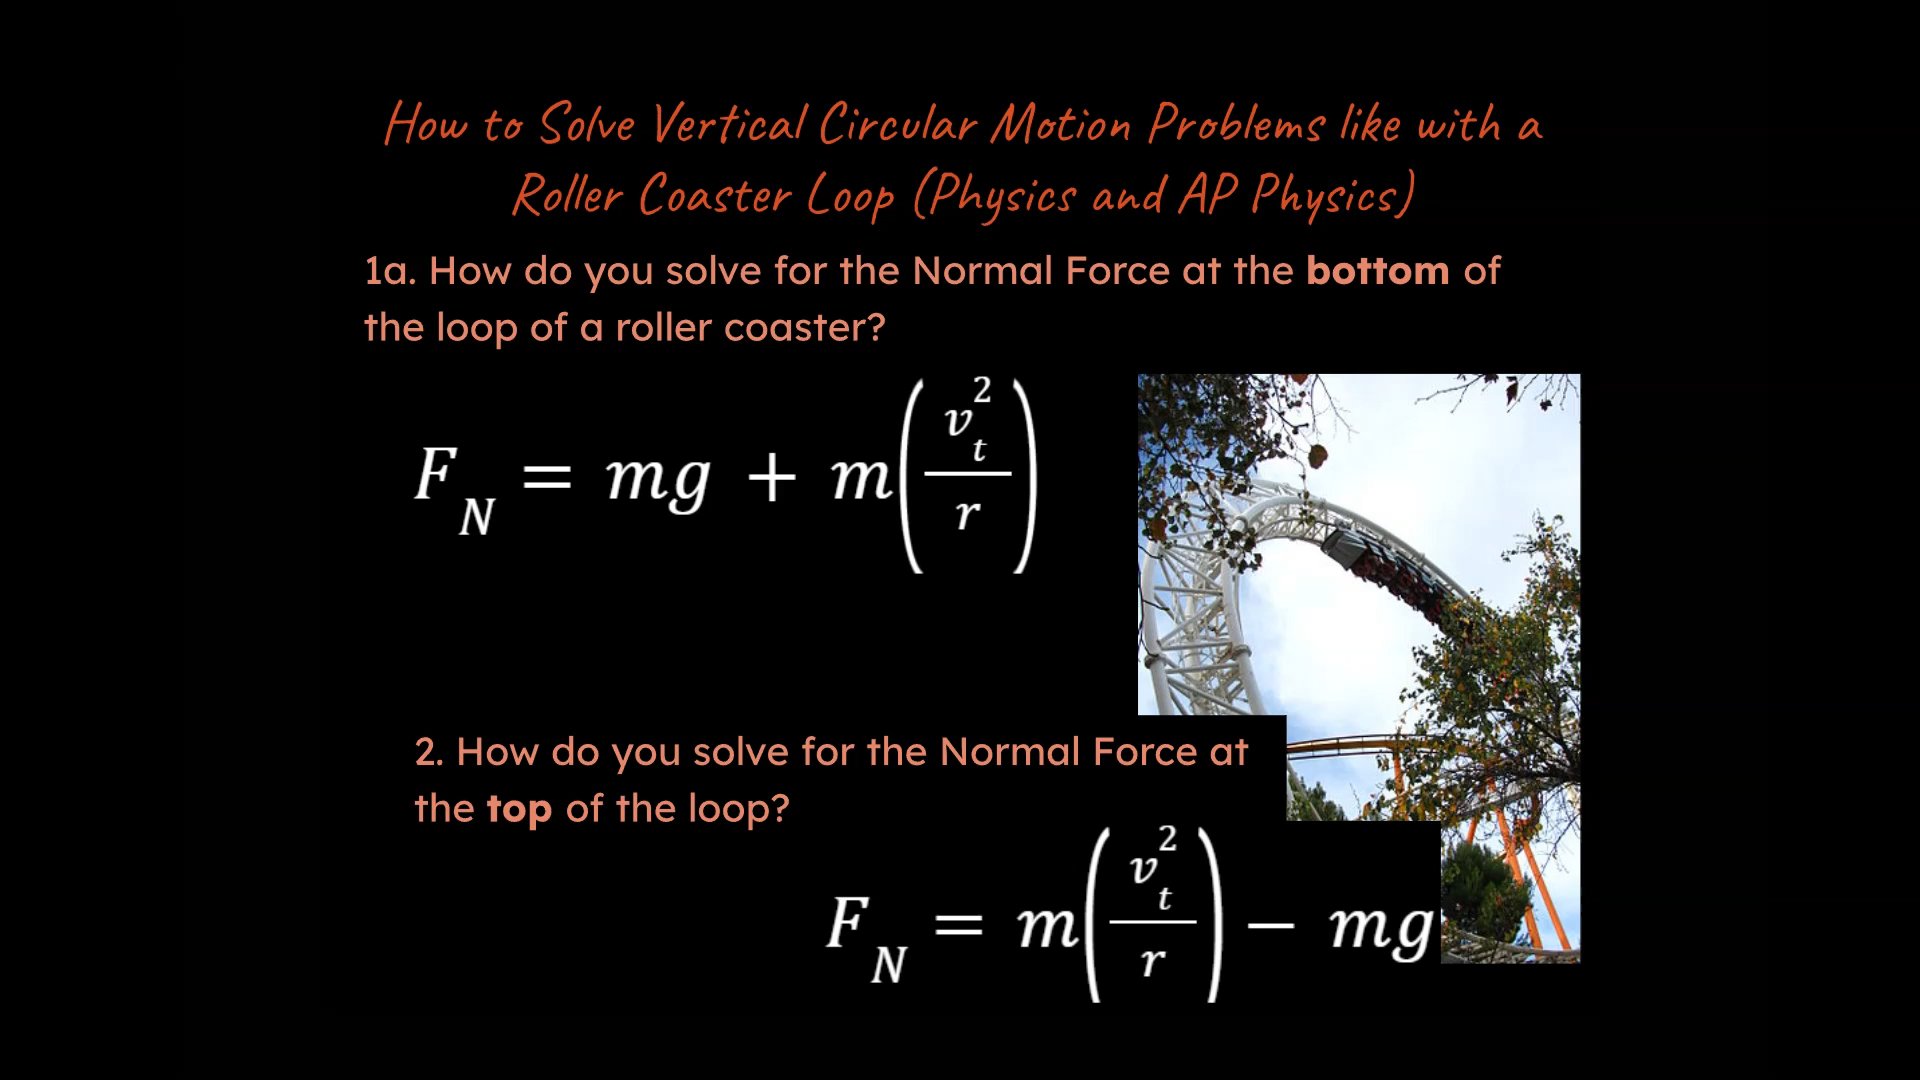 How to Solve Vertical Circular Motion Problems like with a
Roller Coaster Loop (Physics and AP Physics)
1a. How do you solve for the Normal Force at the bottom of
the loop of a roller coaster?
F_N = mg + m(v_t^2/r)
2. How do you solve for the Normal Force at
the top of the loop?
F_N = m(v_t^2/r) − mg